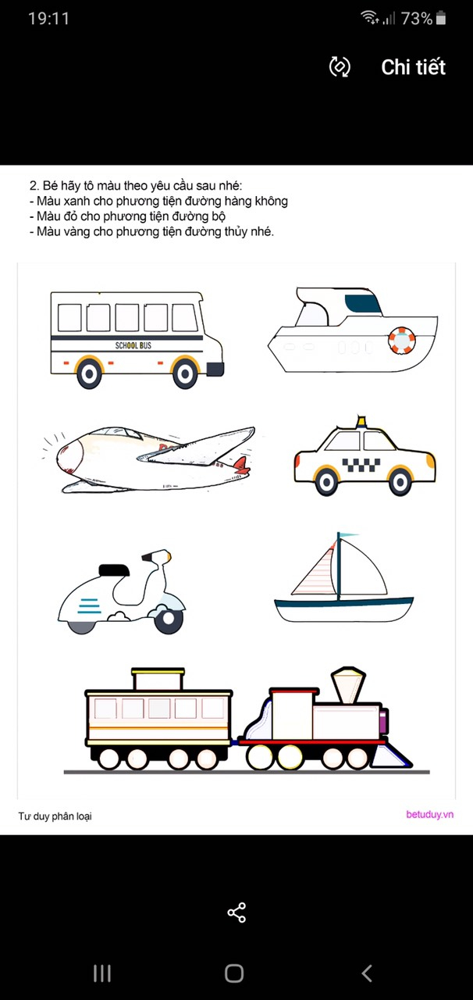 19:11
73%
Chi tiết
2. Bé hãy tô màu theo yêu cầu sau nhé:
- Màu xanh cho phương tiện đường hàng không
- Màu đỏ cho phương tiện đường bộ
- Màu vàng cho phương tiện đường thủy nhé.
SCHOOL BUS
Tư duy phân loại
betuduy.vn